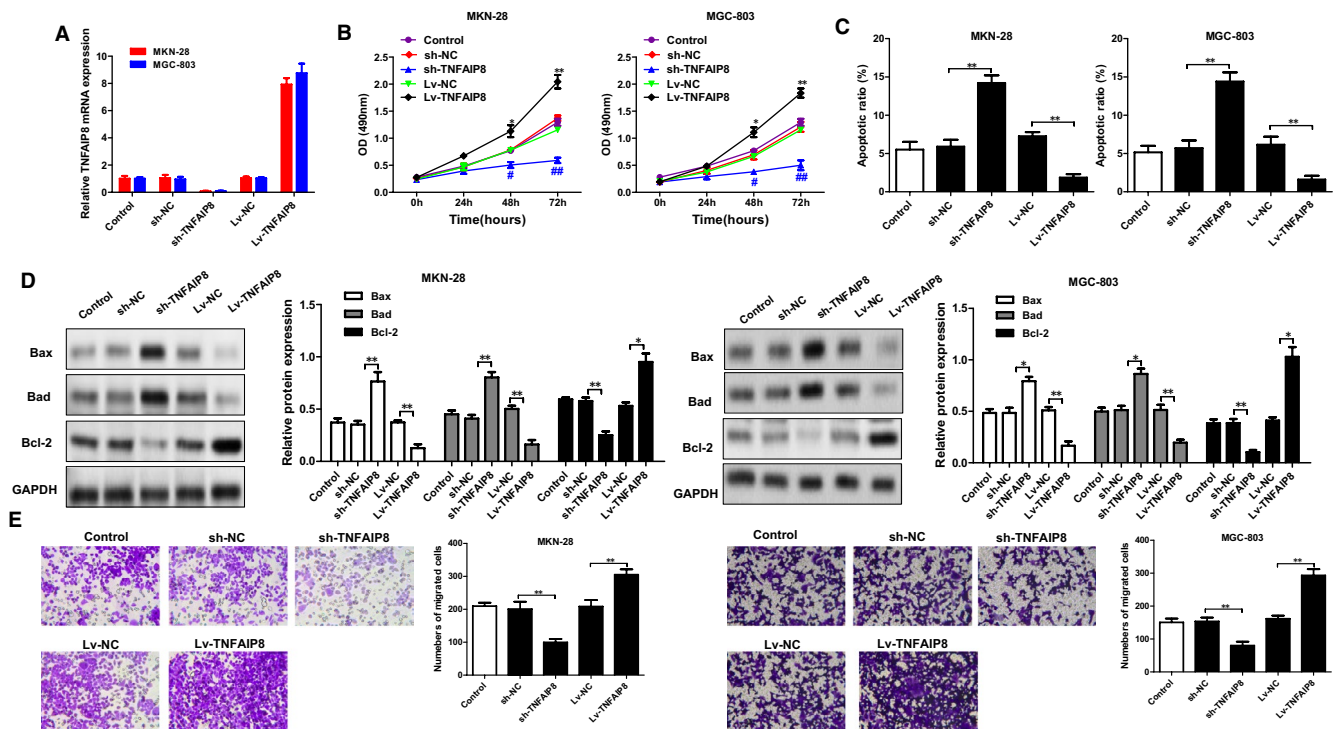 A
Relative TNFAIP8 mRNA expression
MKN-28
MGC-803
10
8
6
4
2
0
Control
sh-NC
sh-TNFAIP8
Lv-NC
Lv-TNFAIP8
B
MKN-28
Control
sh-NC
sh-TNFAIP8
Lv-NC
Lv-TNFAIP8
OD (490nm)
2.5
2.0
1.5
1.0
0.5
0.0
**
*
#
##
0h 24h 48h 72h
Time(hours)
MGC-803
OD (490nm)
2.5
2.0
1.5
1.0
0.5
0.0
**
*
#
##
0h 24h 48h 72h
Time(hours)
C
MKN-28
Apoptotic ratio (%)
20
15
10
5
0
**
**
Control
sh-NC
sh-TNFAIP8
Lv-NC
Lv-TNFAIP8
MGC-803
Apoptotic ratio (%)
20
15
10
5
0
**
**
Control
sh-NC
sh-TNFAIP8
Lv-NC
Lv-TNFAIP8
D
Control
sh-NC
sh-TNFAIP8
Lv-NC
Lv-TNFAIP8
Bax
Bad
Bcl-2
GAPDH
MKN-28
Relative protein expression
Bax
Bad
Bcl-2
1.5
1.0
0.5
0.0
**
**
**
**
**
*
Control
sh-NC
sh-TNFAIP8
Lv-NC
Lv-TNFAIP8
Control
sh-NC
sh-TNFAIP8
Lv-NC
Lv-TNFAIP8
Control
sh-NC
sh-TNFAIP8
Lv-NC
Lv-TNFAIP8
Control
sh-NC
sh-TNFAIP8
Lv-NC
Lv-TNFAIP8
Bax
Bad
Bcl-2
GAPDH
MGC-803
Relative protein expression
Bax
Bad
Bcl-2
1.5
1.0
0.5
0.0
*
**
*
**
**
*
Control
sh-NC
sh-TNFAIP8
Lv-NC
Lv-TNFAIP8
Control
sh-NC
sh-TNFAIP8
Lv-NC
Lv-TNFAIP8
Control
sh-NC
sh-TNFAIP8
Lv-NC
Lv-TNFAIP8
E
Control
sh-NC
sh-TNFAIP8
Lv-NC
Lv-TNFAIP8
MKN-28
Numebers of migrated cells
400
300
200
100
0
**
**
Control
sh-NC
sh-TNFAIP8
Lv-NC
Lv-TNFAIP8
Control
sh-NC
sh-TNFAIP8
Lv-NC
Lv-TNFAIP8
MGC-803
Numebers of migrated cells
400
300
200
100
0
**
**
Control
sh-NC
sh-TNFAIP8
Lv-NC
Lv-TNFAIP8